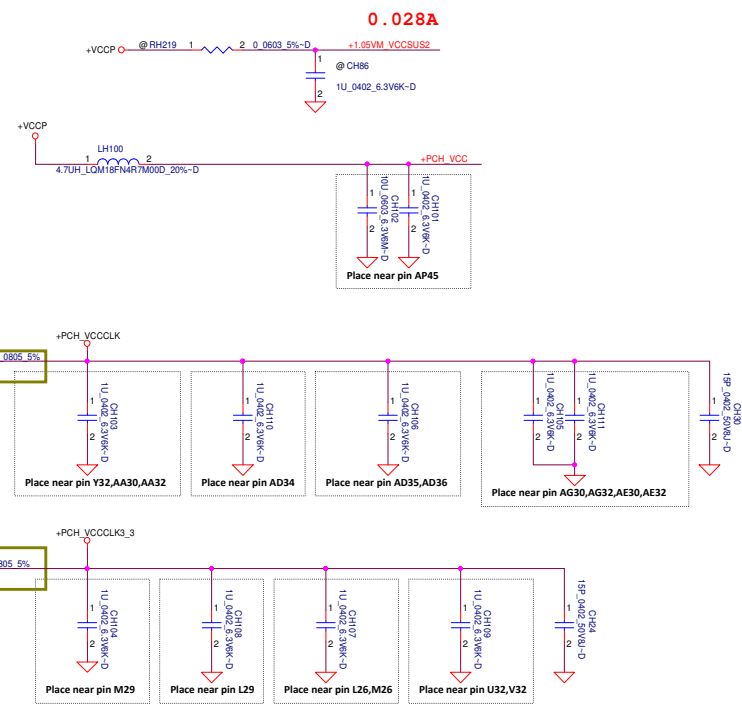 0.028A
+VCCP
@ RH219
1
2
0_0603_5%~D
+1.05VM_VCCSUS2
1
@ CH86
1U_0402_6.3V6K~D
2
+VCCP
LH100
1
2
4.7UH_LQM18FN4R7M00D_20%~D
+PCH_VCC
1
2
CH102
10U_0603_6.3V6M~D
1
2
CH101
1U_0402_6.3V6K~D
Place near pin AP45
+PCH_VCCCLK
0805_5%
1
2
CH103
1U_0402_6.3V6K~D
Place near pin Y32,AA30,AA32
1
2
CH110
1U_0402_6.3V6K~D
Place near pin AD34
1
2
CH106
1U_0402_6.3V6K~D
Place near pin AD35,AD36
1
2
CH105
1U_0402_6.3V6K~D
1
2
CH111
1U_0402_6.3V6K~D
Place near pin AG30,AG32,AE30,AE32
1
2
CH30
15P_0402_50V8J~D
+PCH_VCCCLK3_3
805_5%
1
2
CH104
1U_0402_6.3V6K~D
Place near pin M29
1
2
CH108
1U_0402_6.3V6K~D
Place near pin L29
1
2
CH107
1U_0402_6.3V6K~D
Place near pin L26,M26
1
2
CH109
1U_0402_6.3V6K~D
Place near pin U32,V32
1
2
CH24
15P_0402_50V8J~D